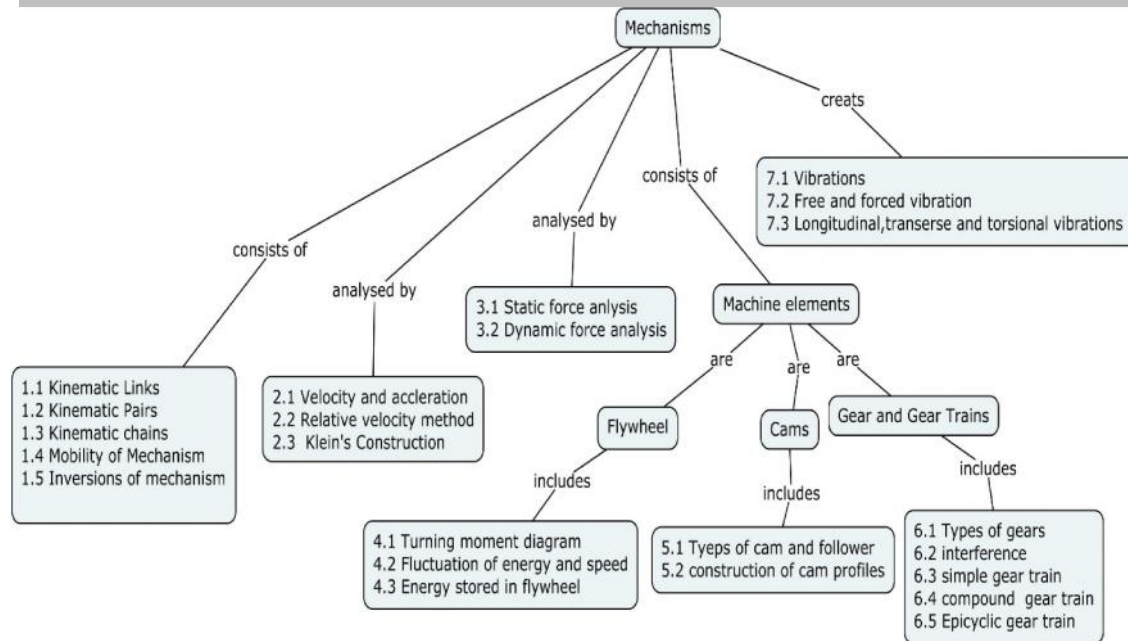 Mechanisms
creats
consists of
7.1 Vibrations
7.2 Free and forced vibration
7.3 Longitudinal,transerse and torsional vibrations
analysed by
consists of
analysed by
3.1 Static force anlysis
3.2 Dynamic force analysis
Machine elements
1.1 Kinematic Links
1.2 Kinematic Pairs
1.3 Kinematic chains
1.4 Mobility of Mechanism
1.5 Inversions of mechanism
2.1 Velocity and accleration
2.2 Relative velocity method
2.3 Klein's Construction
are
are
are
Flywheel
Cams
Gear and Gear Trains
includes
includes
includes
4.1 Turning moment diagram
4.2 Fluctuation of energy and speed
4.3 Energy stored in flywheel
5.1 Tyeps of cam and follower
5.2 construction of cam profiles
6.1 Types of gears
6.2 interference
6.3 simple gear train
6.4 compound gear train
6.5 Epicyclic gear train